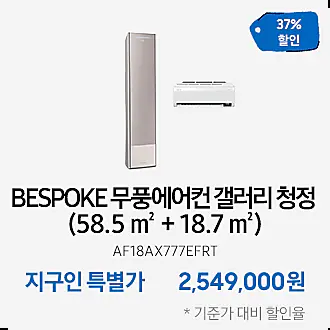 37%
할인
BESPOKE 무풍에어컨 갤러리 청정
(58.5 ㎡ + 18.7 ㎡)
AF18AX777EFRT
지구인 특별가 2,549,000원
* 기준가 대비 할인율